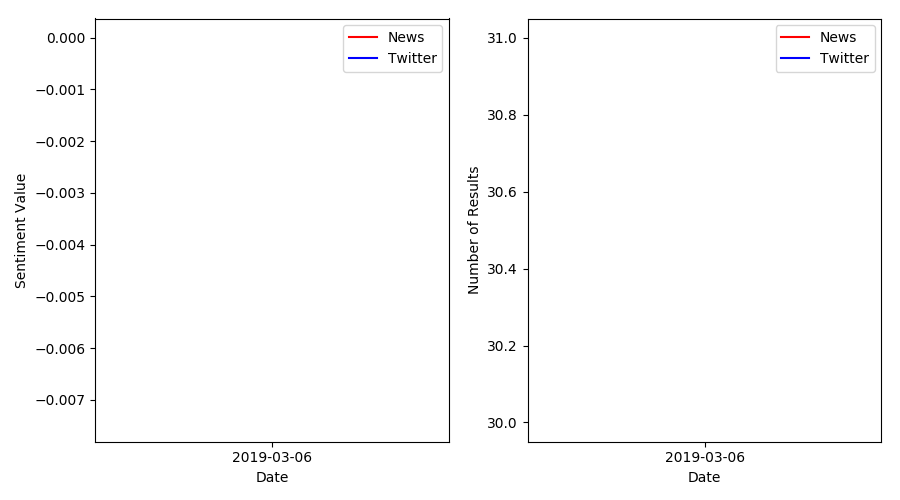 0.000
−0.001
−0.002
−0.003
−0.004
−0.005
−0.006
−0.007
Sentiment Value
2019-03-06
Date
News
Twitter
31.0
30.8
30.6
30.4
30.2
30.0
Number of Results
2019-03-06
Date
News
Twitter